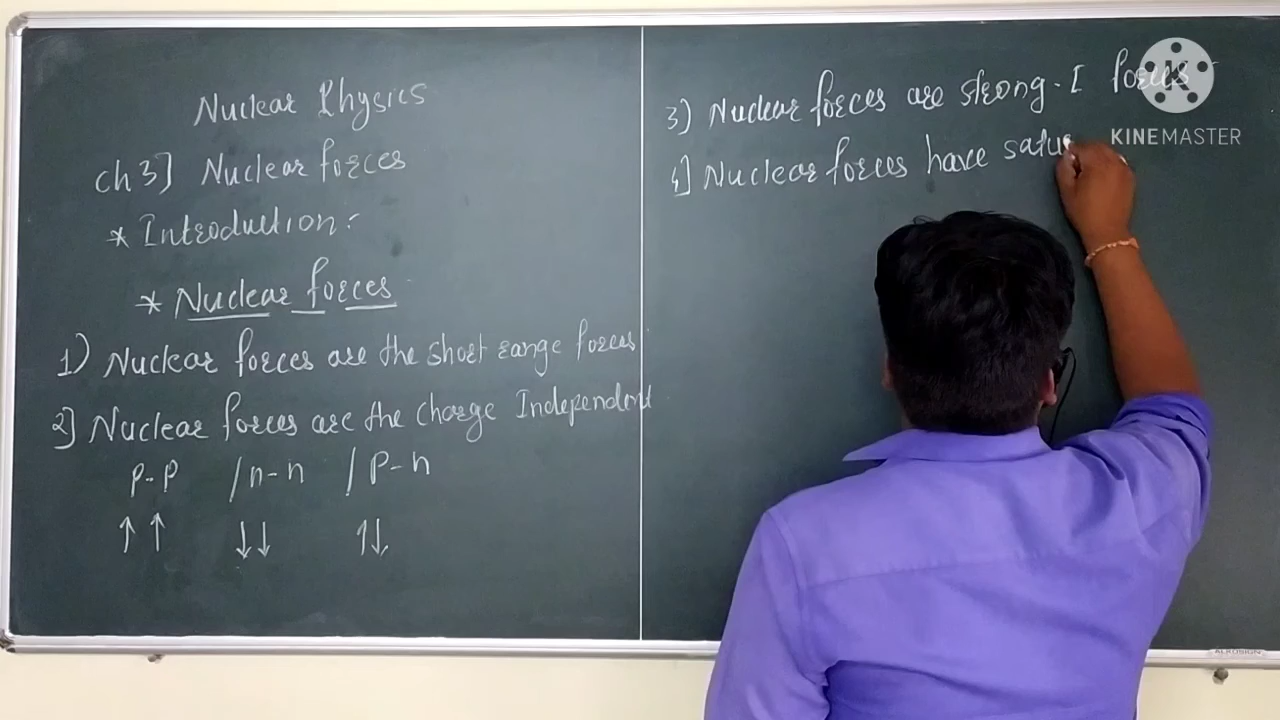 Nuclear Physics
ch 3] Nuclear forces
* Introduction:
* Nuclear forces
1) Nuclear forces are the short range forces
2] Nuclear forces are the charge Independent
p-p /n-n /p-n
↑↑ ↓↓ ↑↓
3) Nuclear forces are strong. I forces
4] Nuclear forces have satu
KINEMASTER